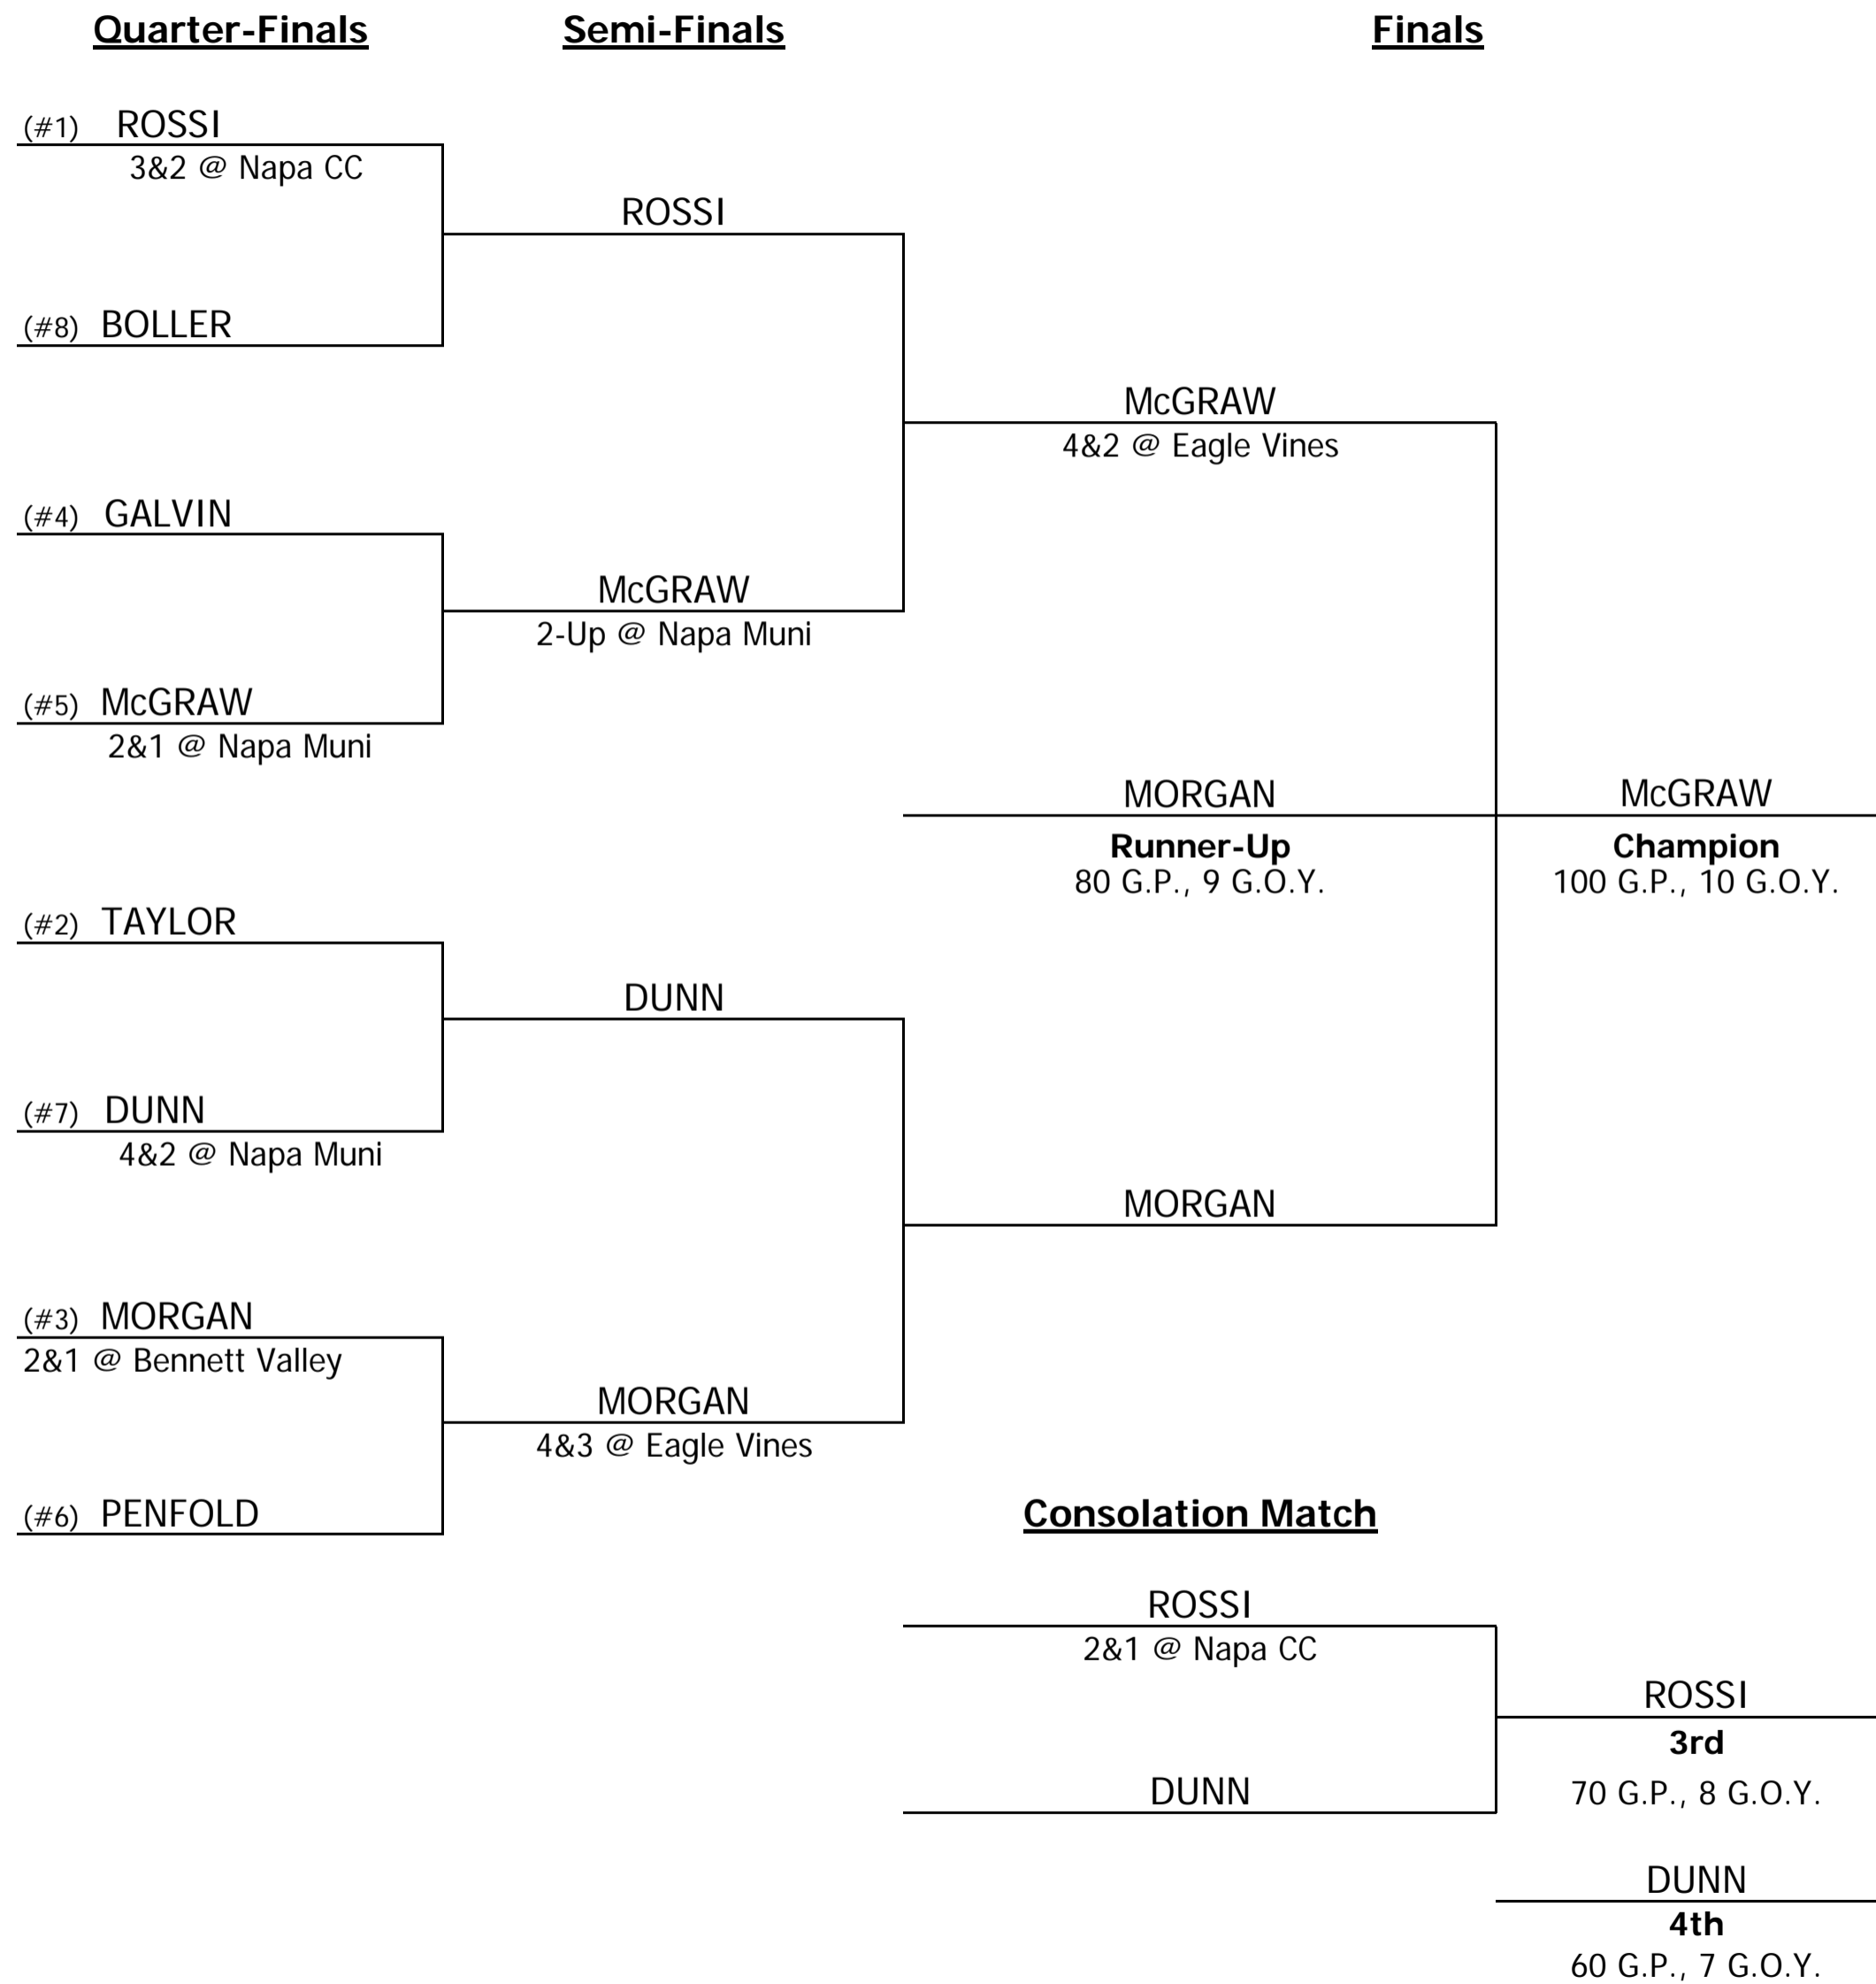 Quarter-Finals Semi-Finals Finals
(#1) ROSSI
3&2 @ Napa CC
ROSSI
(#8) BOLLER
McGRAW
4&2 @ Eagle Vines
(#4) GALVIN
McGRAW
2-Up @ Napa Muni
(#5) McGRAW
2&1 @ Napa Muni
MORGAN McGRAW
Runner-Up Champion
80 G.P., 9 G.O.Y. 100 G.P., 10 G.O.Y.
(#2) TAYLOR
DUNN
(#7) DUNN
4&2 @ Napa Muni
MORGAN
(#3) MORGAN
2&1 @ Bennett Valley
MORGAN
4&3 @ Eagle Vines
(#6) PENFOLD
Consolation Match
ROSSI
2&1 @ Napa CC
ROSSI
3rd
DUNN
70 G.P., 8 G.O.Y.
DUNN
4th
60 G.P., 7 G.O.Y.